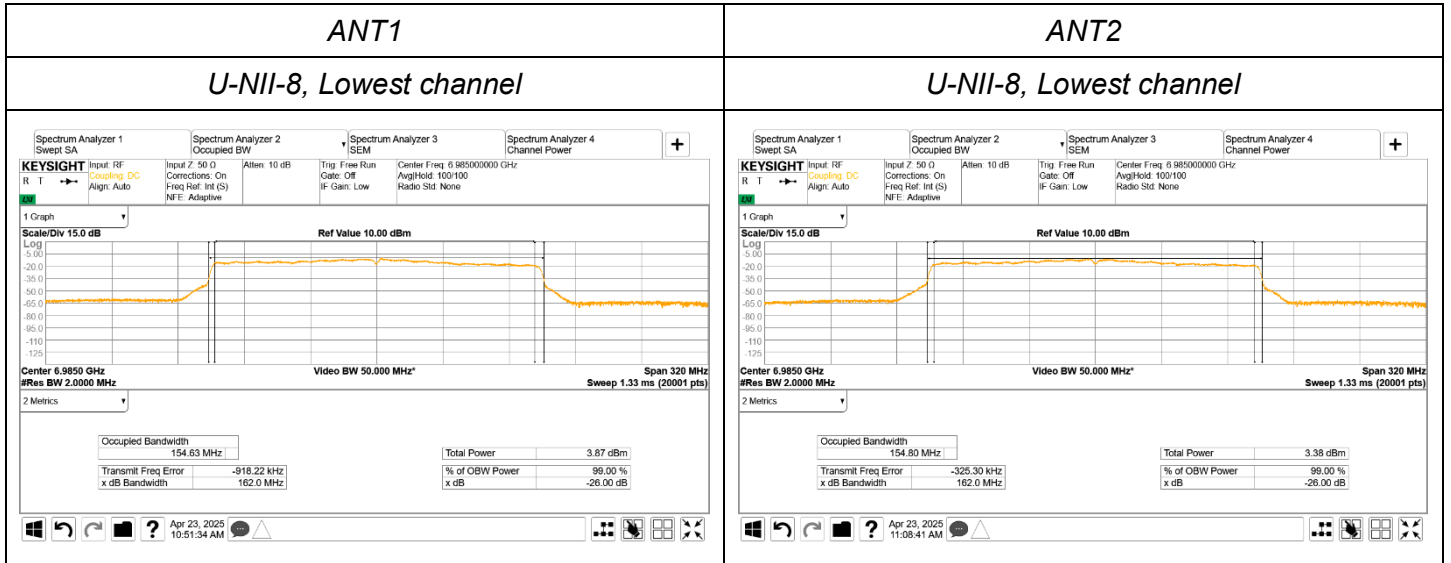 ANT1
ANT2
U-NII-8, Lowest channel
U-NII-8, Lowest channel
Spectrum Analyzer 1
Swept SA
Spectrum Analyzer 2
Occupied BW
Spectrum Analyzer 3
SEM
Spectrum Analyzer 4
Channel Power
+
KEYSIGHT
R T
Input: RF
Coupling: DC
Align: Auto
Input Z: 50 Ω
Corrections: On
Freq Ref: Int (S)
NFE: Adaptive
Atten: 10 dB
Trig: Free Run
Gate: Off
IF Gain: Low
Center Freq: 6.985000000 GHz
Avg|Hold: 100/100
Radio Std: None
1 Graph
Scale/Div 15.0 dB
Ref Value 10.00 dBm
Log
-5.00
-20.0
-35.0
-50.0
-65.0
-80.0
-95.0
-110
-125
Center 6.9850 GHz
#Res BW 2.0000 MHz
Video BW 50.000 MHz*
Span 320 MHz
Sweep 1.33 ms (20001 pts)
2 Metrics
Occupied Bandwidth
154.63 MHz
Transmit Freq Error -918.22 kHz
x dB Bandwidth 162.0 MHz
Total Power 3.87 dBm
% of OBW Power 99.00 %
x dB -26.00 dB
?
Apr 23, 2025
10:51:34 AM
Spectrum Analyzer 1
Swept SA
Spectrum Analyzer 2
Occupied BW
Spectrum Analyzer 3
SEM
Spectrum Analyzer 4
Channel Power
+
KEYSIGHT
R T
Input: RF
Coupling: DC
Align: Auto
Input Z: 50 Ω
Corrections: On
Freq Ref: Int (S)
NFE: Adaptive
Atten: 10 dB
Trig: Free Run
Gate: Off
IF Gain: Low
Center Freq: 6.985000000 GHz
Avg|Hold: 100/100
Radio Std: None
1 Graph
Scale/Div 15.0 dB
Ref Value 10.00 dBm
Log
-5.00
-20.0
-35.0
-50.0
-65.0
-80.0
-95.0
-110
-125
Center 6.9850 GHz
#Res BW 2.0000 MHz
Video BW 50.000 MHz*
Span 320 MHz
Sweep 1.33 ms (20001 pts)
2 Metrics
Occupied Bandwidth
154.80 MHz
Transmit Freq Error -325.30 kHz
x dB Bandwidth 162.0 MHz
Total Power 3.38 dBm
% of OBW Power 99.00 %
x dB -26.00 dB
?
Apr 23, 2025
11:08:41 AM